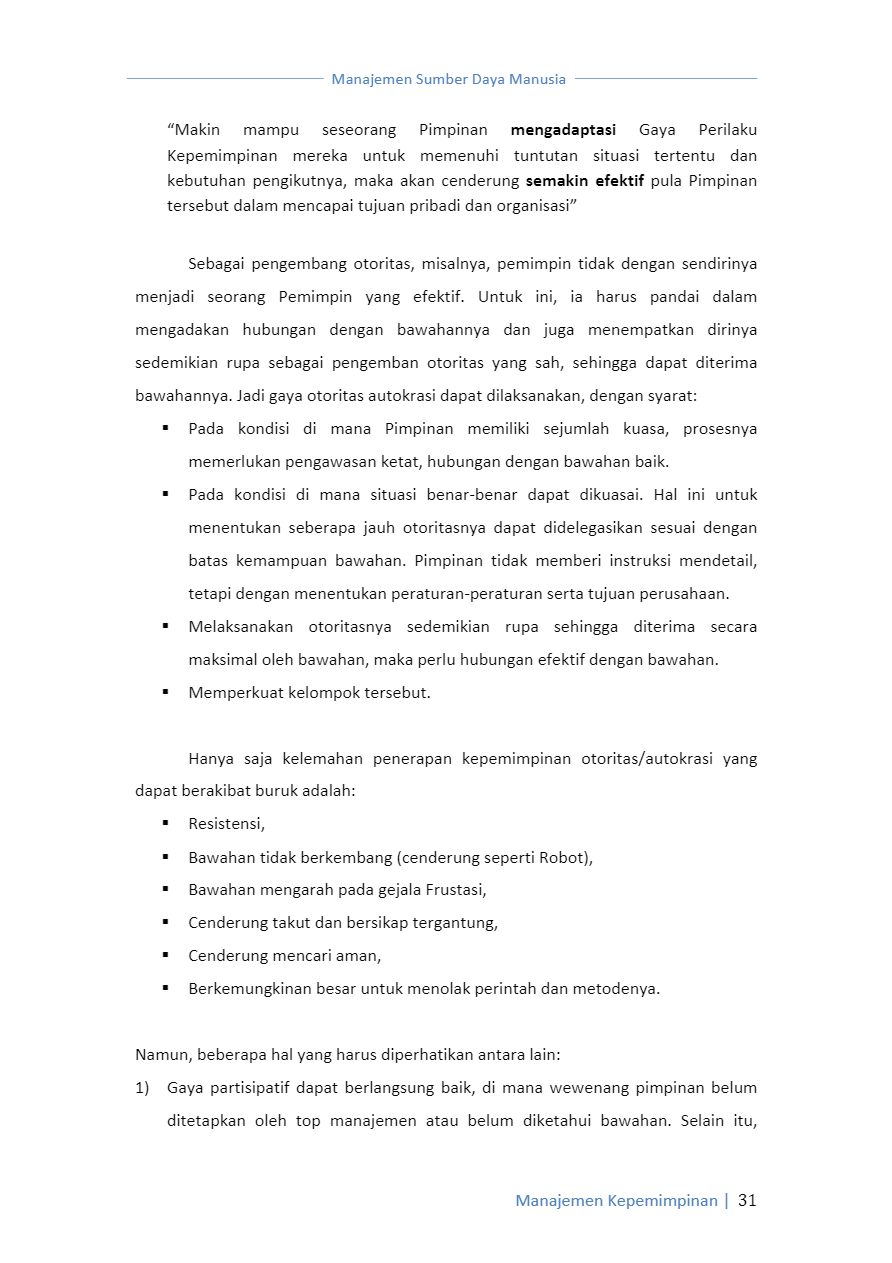 Manajemen Sumber Daya Manusia
“Makin mampu seseorang Pimpinan mengadaptasi Gaya Perilaku
Kepemimpinan mereka untuk memenuhi tuntutan situasi tertentu dan
kebutuhan pengikutnya, maka akan cenderung semakin efektif pula Pimpinan
tersebut dalam mencapai tujuan pribadi dan organisasi”
Sebagai pengembang otoritas, misalnya, pemimpin tidak dengan sendirinya
menjadi seorang Pemimpin yang efektif. Untuk ini, ia harus pandai dalam
mengadakan hubungan dengan bawahannya dan juga menempatkan dirinya
sedemikian rupa sebagai pengemban otoritas yang sah, sehingga dapat diterima
bawahannya. Jadi gaya otoritas autokrasi dapat dilaksanakan, dengan syarat:
▪ Pada kondisi di mana Pimpinan memiliki sejumlah kuasa, prosesnya
memerlukan pengawasan ketat, hubungan dengan bawahan baik.
▪ Pada kondisi di mana situasi benar-benar dapat dikuasai. Hal ini untuk
menentukan seberapa jauh otoritasnya dapat didelegasikan sesuai dengan
batas kemampuan bawahan. Pimpinan tidak memberi instruksi mendetail,
tetapi dengan menentukan peraturan-peraturan serta tujuan perusahaan.
▪ Melaksanakan otoritasnya sedemikian rupa sehingga diterima secara
maksimal oleh bawahan, maka perlu hubungan efektif dengan bawahan.
▪ Memperkuat kelompok tersebut.
Hanya saja kelemahan penerapan kepemimpinan otoritas/autokrasi yang
dapat berakibat buruk adalah:
▪ Resistensi,
▪ Bawahan tidak berkembang (cenderung seperti Robot),
▪ Bawahan mengarah pada gejala Frustasi,
▪ Cenderung takut dan bersikap tergantung,
▪ Cenderung mencari aman,
▪ Berkemungkinan besar untuk menolak perintah dan metodenya.
Namun, beberapa hal yang harus diperhatikan antara lain:
1) Gaya partisipatif dapat berlangsung baik, di mana wewenang pimpinan belum
ditetapkan oleh top manajemen atau belum diketahui bawahan. Selain itu,
Manajemen Kepemimpinan | 31